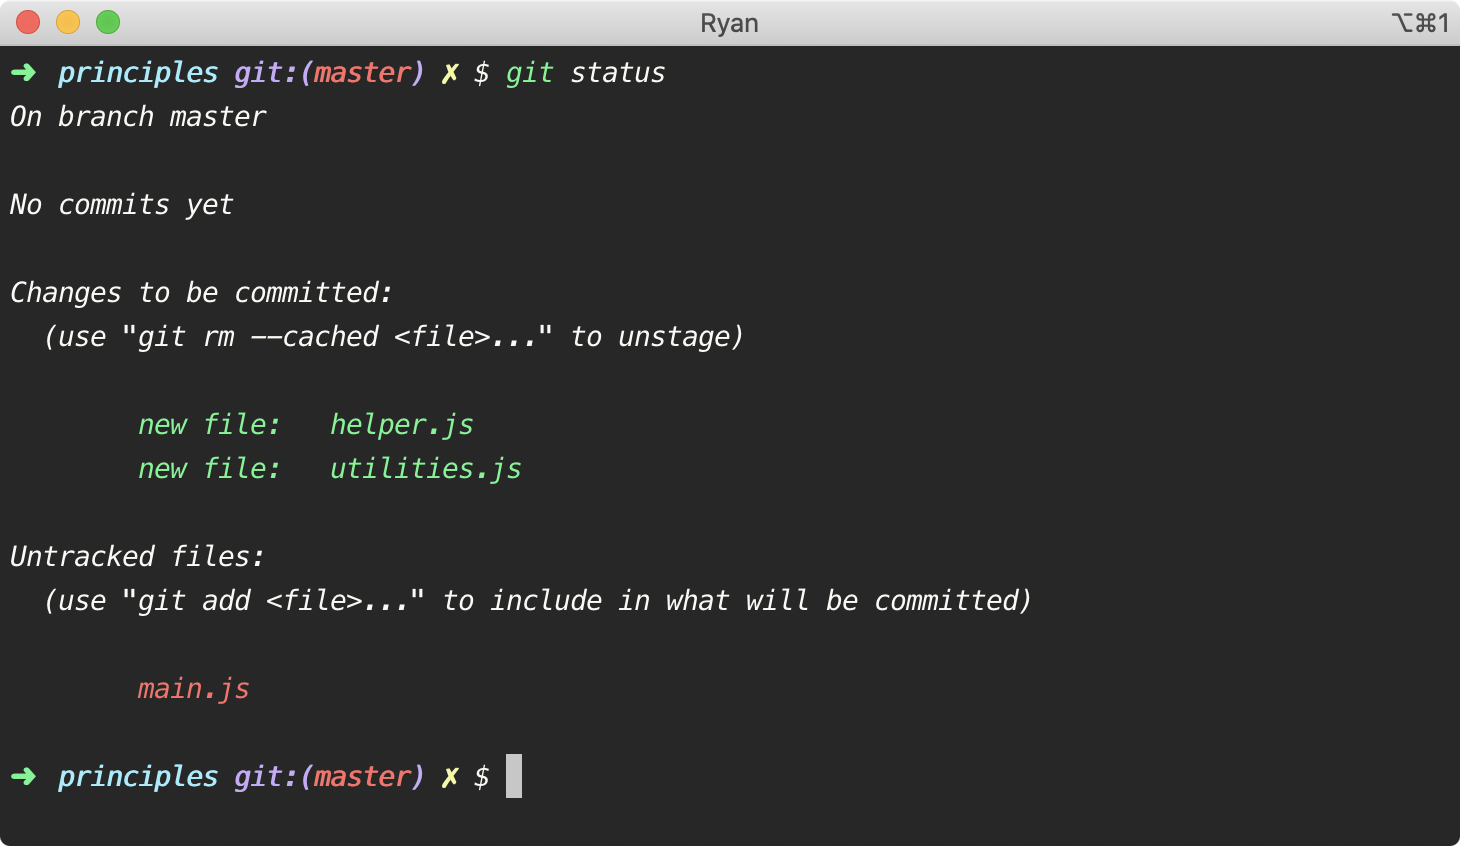 Ryan
⌥⌘1
➜ principles git:(master) ✗ $ git status
On branch master
No commits yet
Changes to be committed:
  (use "git rm --cached <file>..." to unstage)
        new file:   helper.js
        new file:   utilities.js
Untracked files:
  (use "git add <file>..." to include in what will be committed)
        main.js
➜ principles git:(master) ✗ $